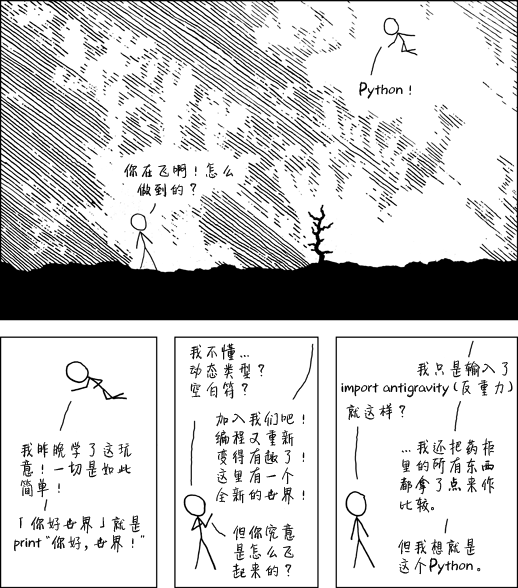 Python！
你在飞啊！怎么
做到的？
我昨晚学了这玩
意！一切是如此
简单！
「你好世界」就是
print "你好，世界！"
我不懂...
动态类型？
空白符？
加入我们吧！
编程又重新
变得有趣了！
这里有一个
全新的世界！
但你究竟
是怎么飞
起来的？
我只是输入了
import antigravity（反重力）
就这样？
...我还把药柜
里的所有东西
都拿了点来作
比较。
但我想就是
这个Python。